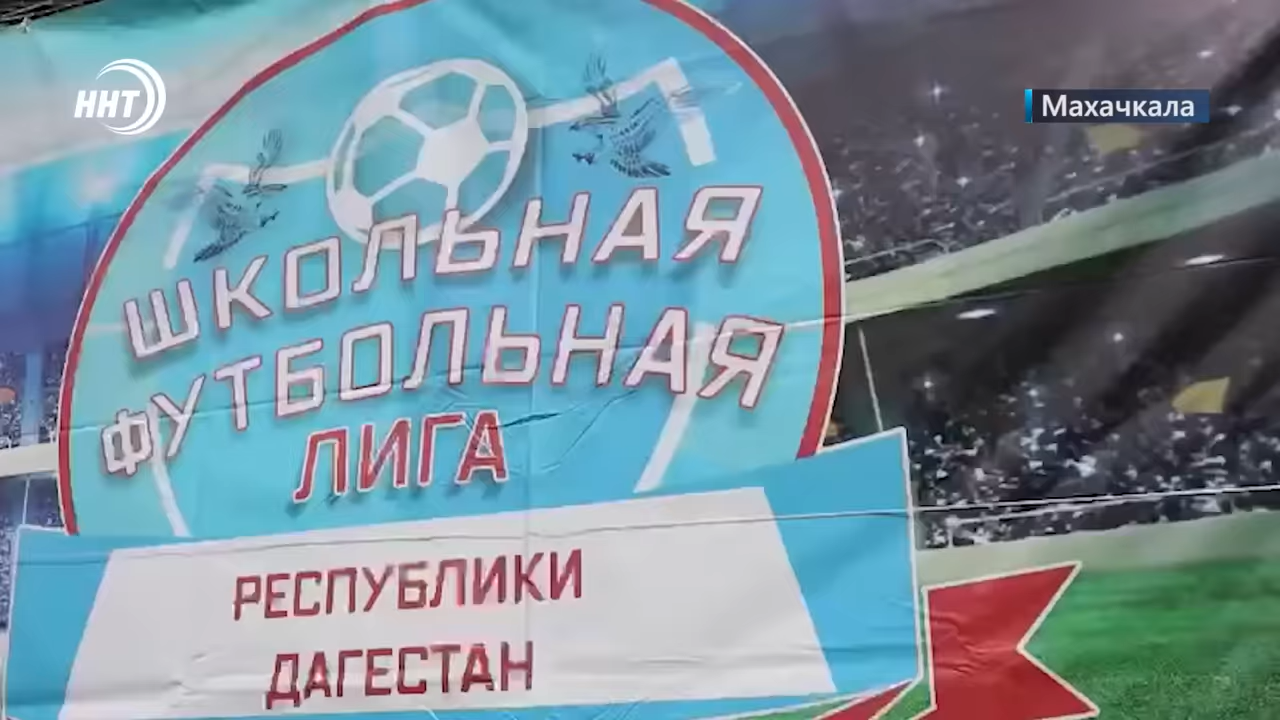 ННТ
Махачкала
ШКОЛЬНАЯ
ФУТБОЛЬНАЯ
ЛИГА
РЕСПУБЛИКИ
ДАГЕСТАН